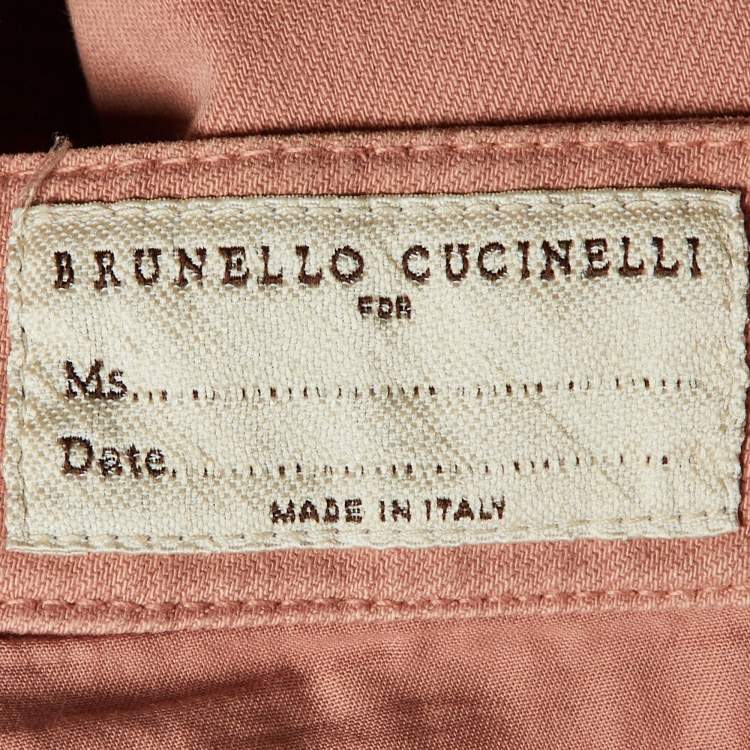 BRUNELLO CUCINELLI
FOR
Ms..............................................
Date...........................................
MADE IN ITALY